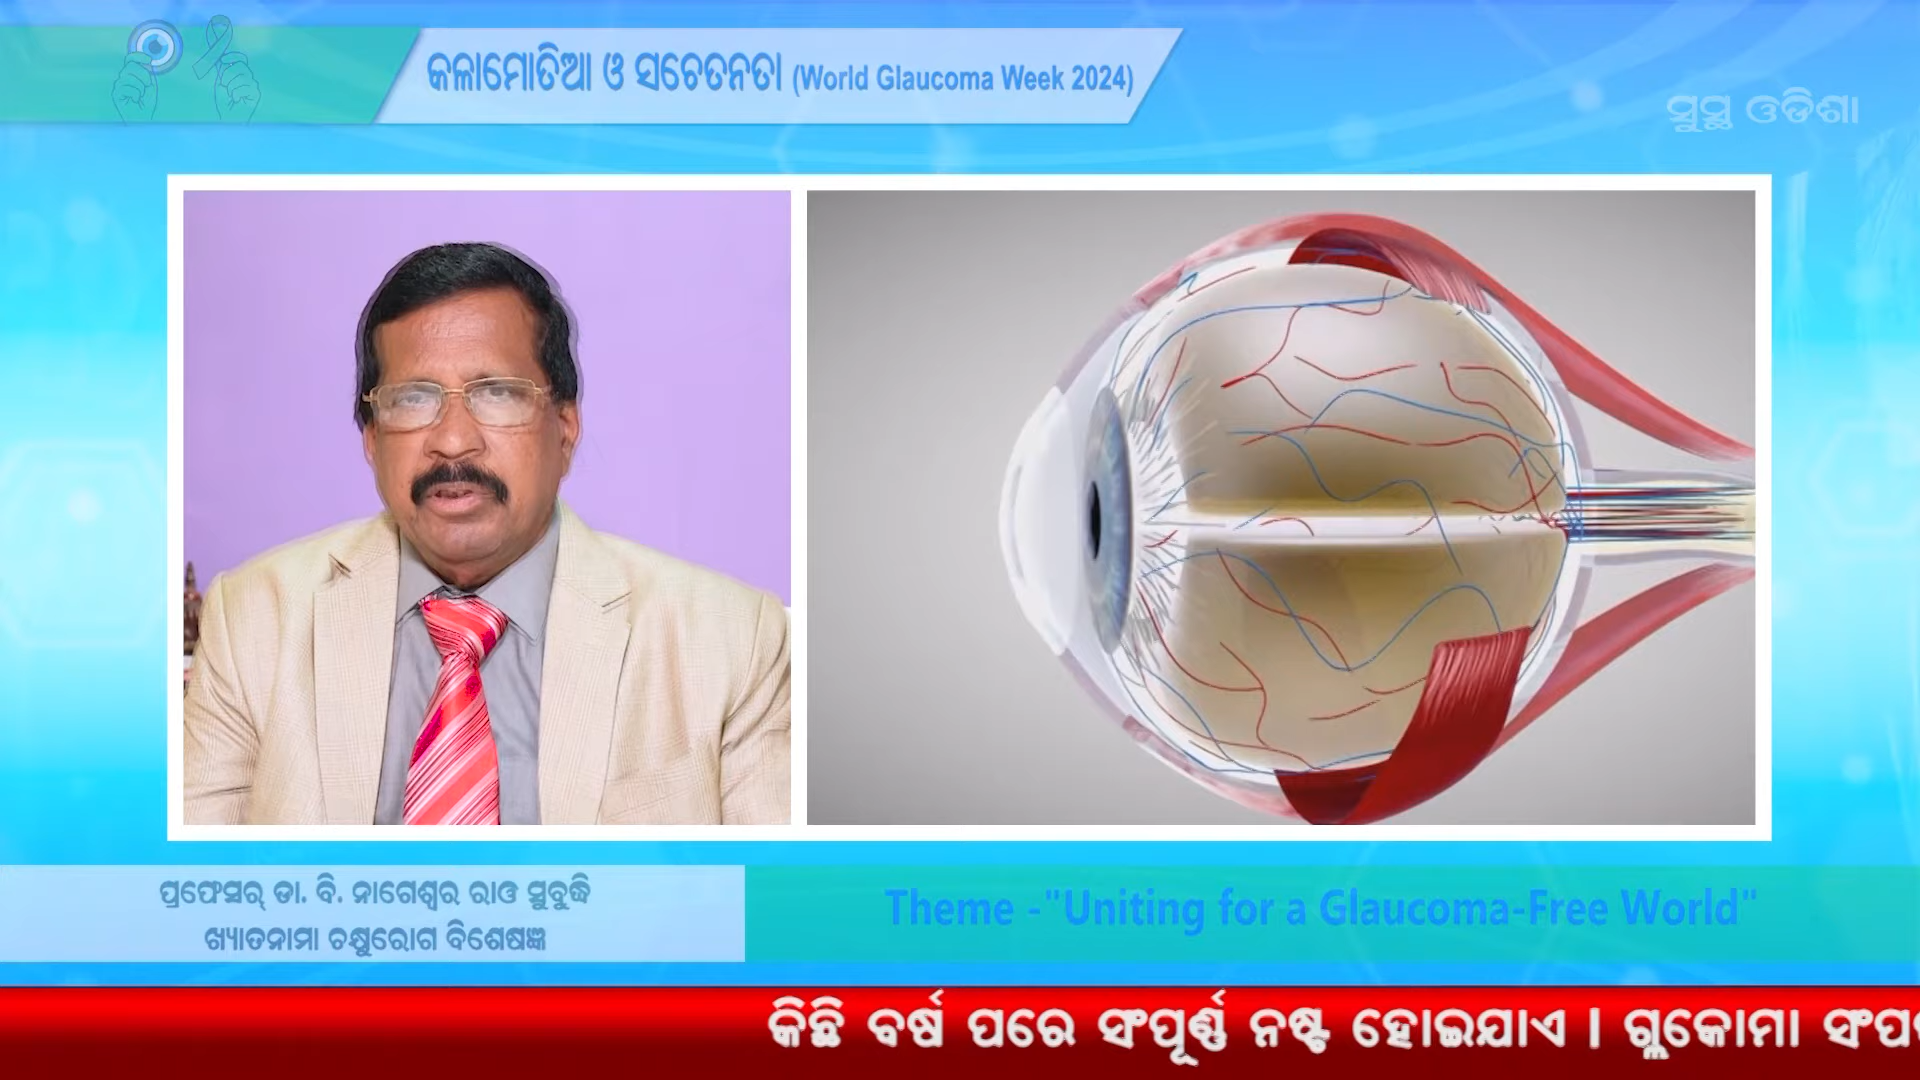 କଳାମୋତିଆ ଓ ସଚେତନତା (World Glaucoma Week 2024)
ସୁସ୍ଥ ଓଡିଶା
ପ୍ରଫେସର୍ ଡା. ବି. ନାଗେଶ୍ୱର ରାଓ ସୁବୁଦ୍ଧି
ଖ୍ୟାତନାମା ଚକ୍ଷୁରୋଗ ବିଶେଷଜ୍ଞ
Theme -"Uniting for a Glaucoma-Free World"
କିଛି ବର୍ଷ ପରେ ସଂପୂର୍ଣ୍ଣ ନଷ୍ଟ ହୋଇଯାଏ । ଗ୍ଲୁକୋମା